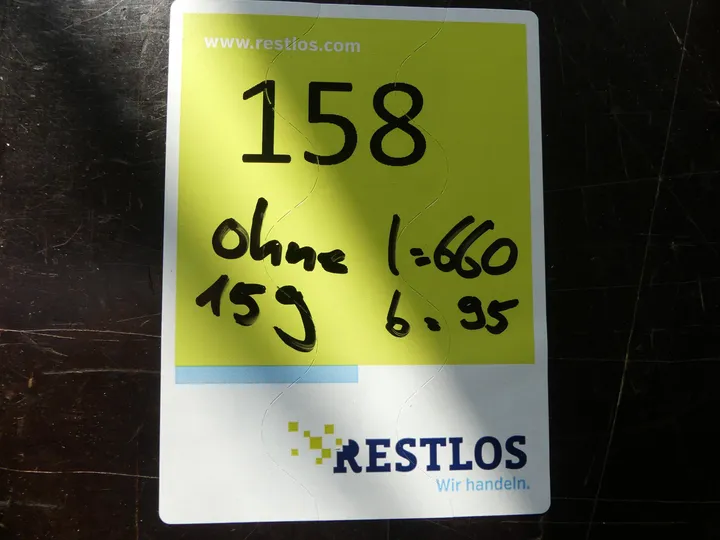 www.restlos.com
158
ohne l=660
159 b=95
RESTLOS
Wir handeln.